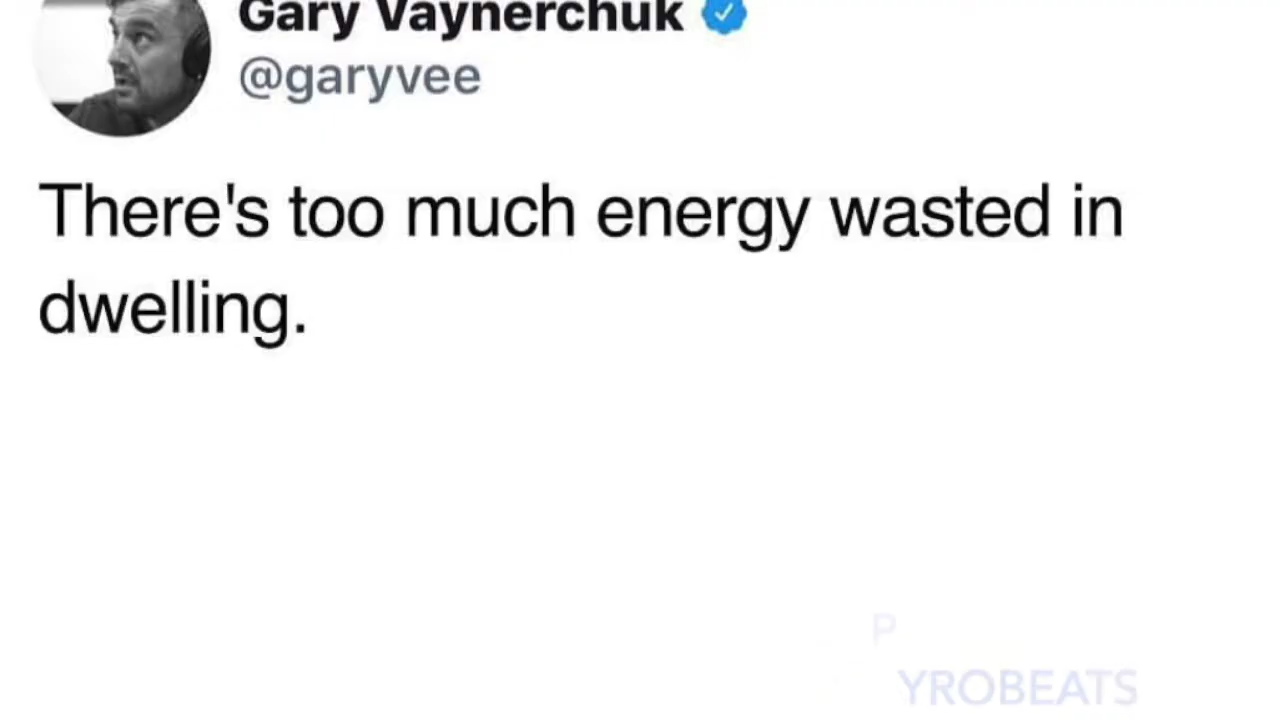 Gary Vaynerchuk
@garyvee
There's too much energy wasted in
dwelling.
P
YROBEATS